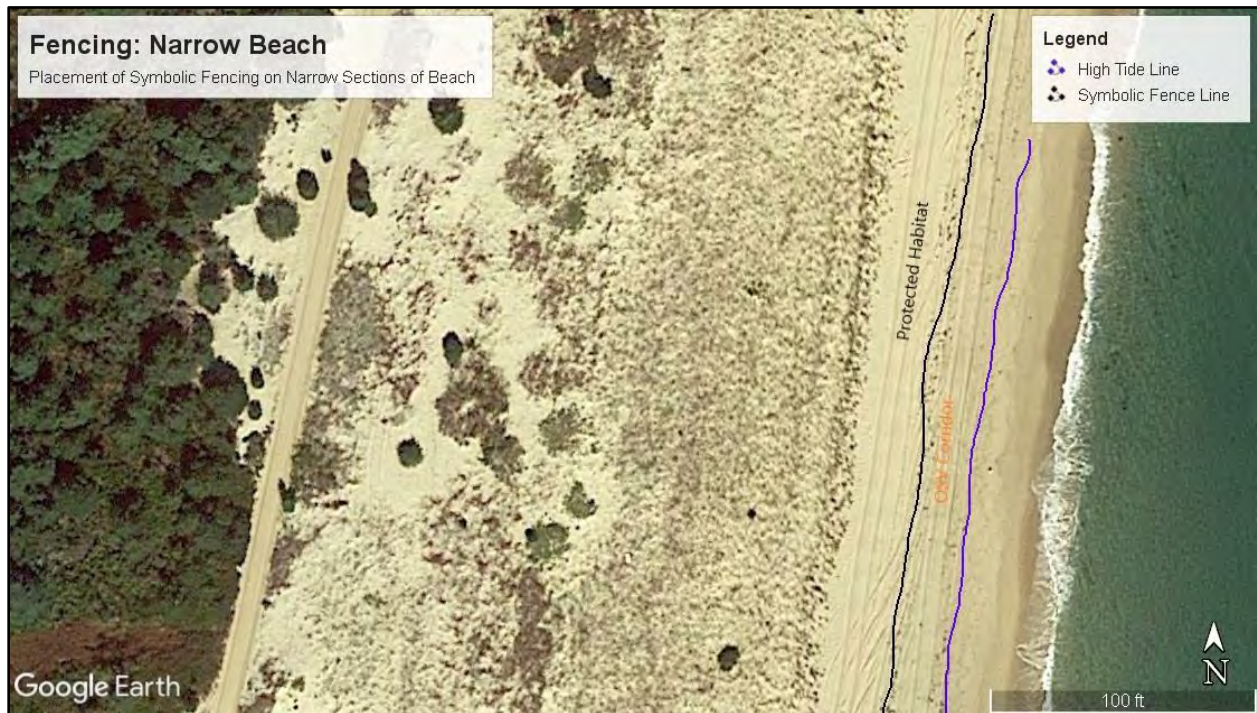 Fencing: Narrow Beach
Placement of Symbolic Fencing on Narrow Sections of Beach
Legend
High Tide Line
Symbolic Fence Line
Protected Habitat
OSV Corridor
Google Earth
N
100 ft